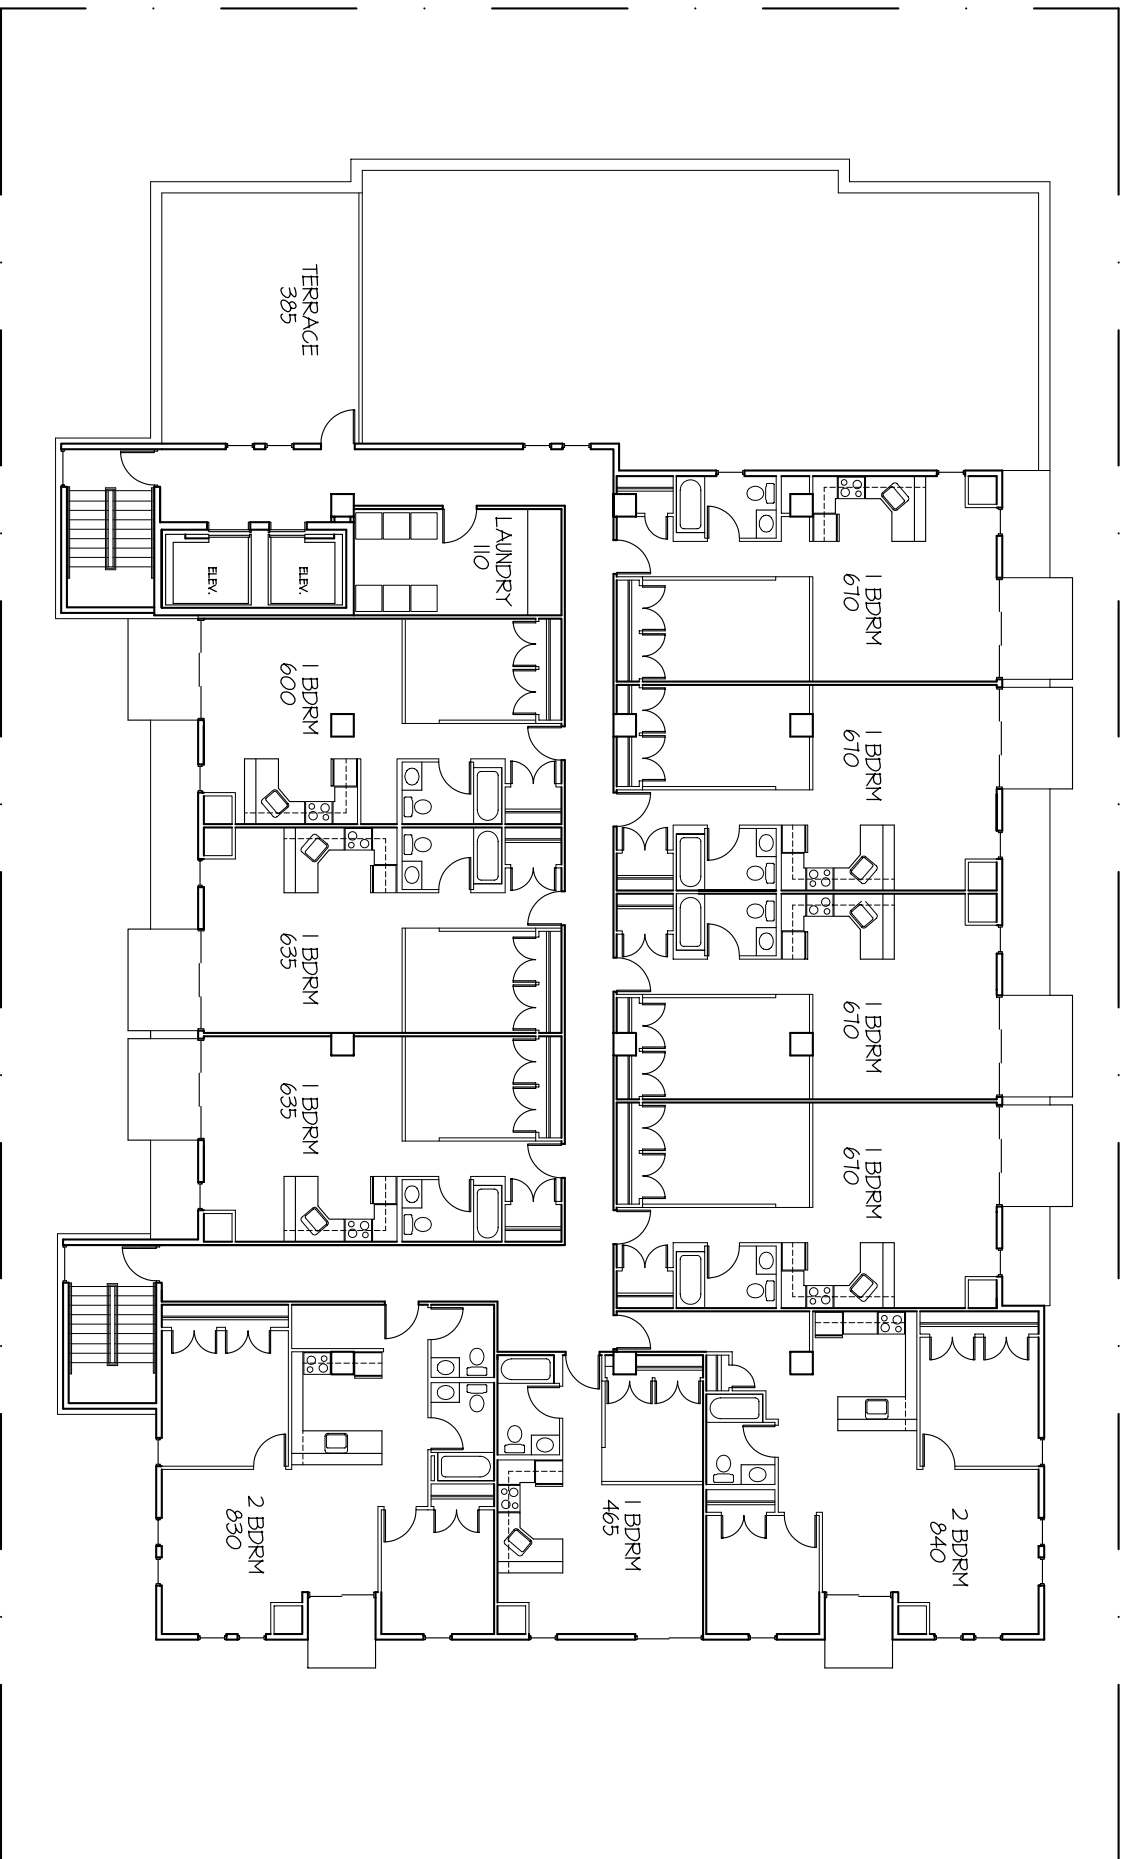 TERRACE
385
LAUNDRY
110
ELEV.
ELEV.
1 BDRM
670
1 BDRM
600
1 BDRM
670
1 BDRM
635
1 BDRM
670
1 BDRM
635
1 BDRM
670
2 BDRM
830
1 BDRM
465
2 BDRM
840